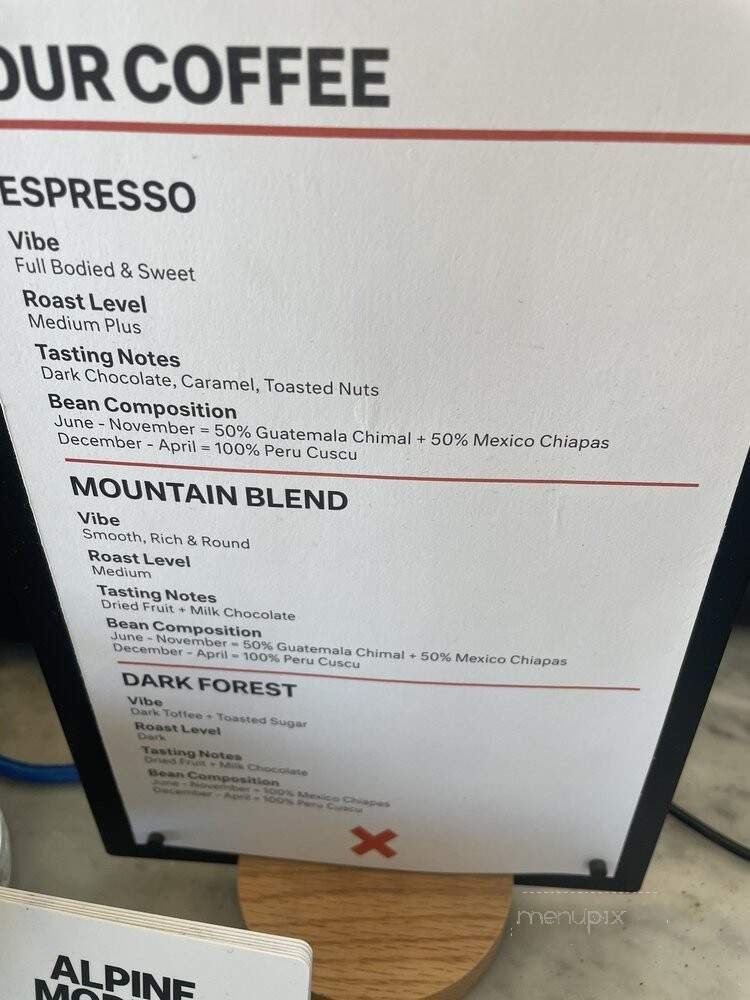 OUR COFFEE
ESPRESSO
Vibe
Full Bodied & Sweet
Roast Level
Medium Plus
Tasting Notes
Dark Chocolate, Caramel, Toasted Nuts
Bean Composition
June - November = 50% Guatemala Chimal + 50% Mexico Chiapas
December - April = 100% Peru Cuscu
MOUNTAIN BLEND
Vibe
Smooth, Rich & Round
Roast Level
Medium
Tasting Notes
Dried Fruit + Milk Chocolate
Bean Composition
June - November = 50% Guatemala Chimal + 50% Mexico Chiapas
December - April = 100% Peru Cuscu
DARK FOREST
Vibe
Dark Toffee + Toasted Sugar
Roast Level
Dark
Tasting Notes
Dried Fruit + Milk Chocolate
Bean Composition
June - November = 100% Mexico Chiapas
December - April = 100% Peru Cuscu
menupix
ALPINE